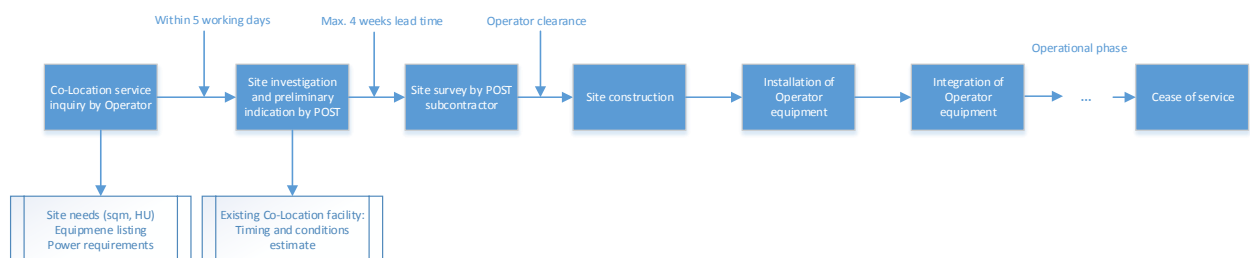 Within 5 working days
Max. 4 weeks lead time
Operator clearance
Operational phase
Co-Location service
inquiry by Operator
Site investigation
and preliminary
indication by POST
Site survey by POST
subcontractor
Site construction
Installation of
Operator
equipment
Integration of
Operator
equipment
...
Cease of service
Site needs (sqm, HU)
Equipmene listing
Power requirements
Existing Co-Location facility:
Timing and conditions
estimate